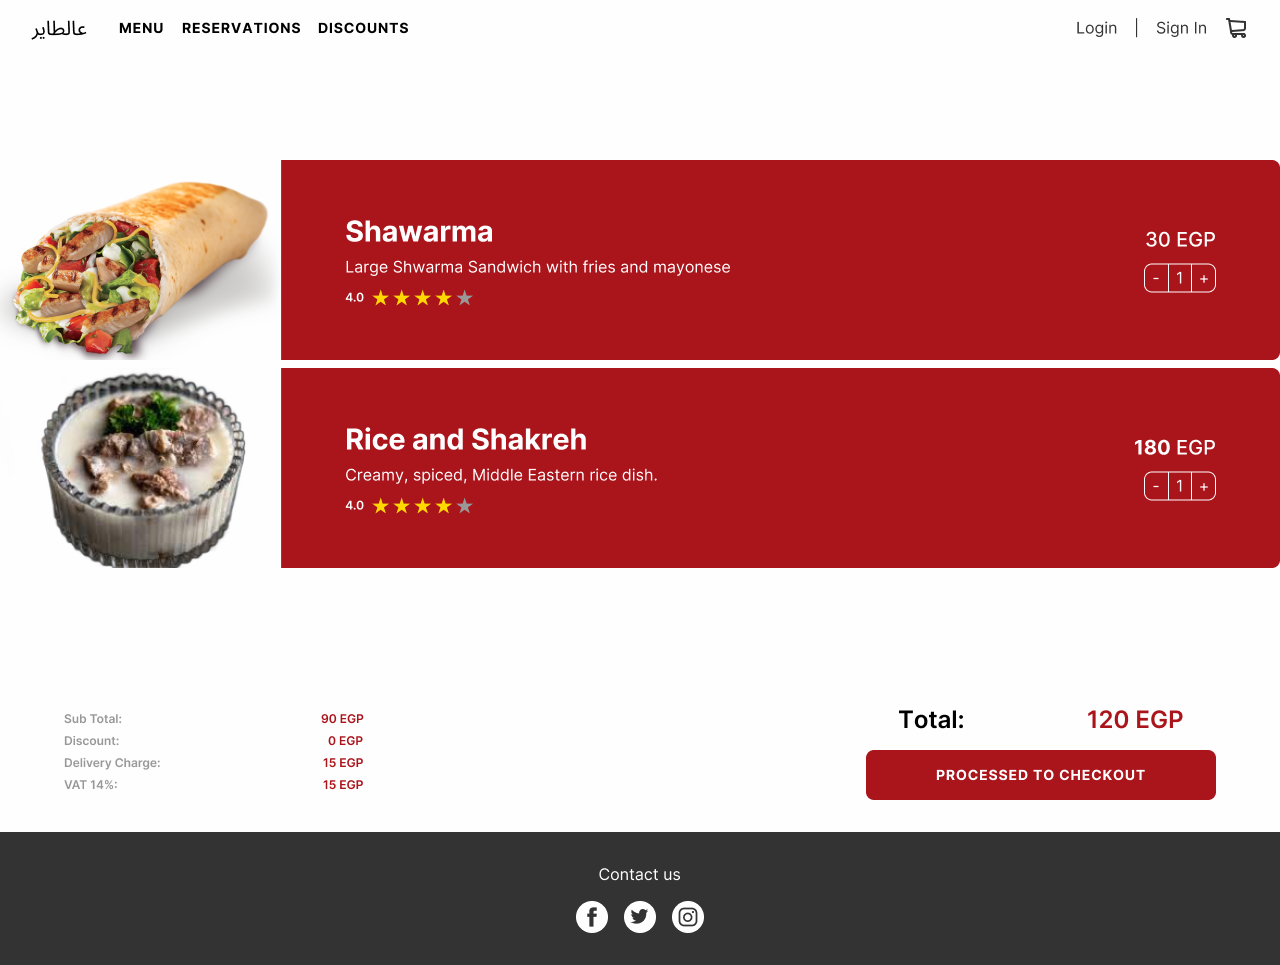 عالطاير MENU RESERVATIONS DISCOUNTS Login | Sign In
Shawarma
Large Shwarma Sandwich with fries and mayonese
4.0
30 EGP
- 1 +
Rice and Shakreh
Creamy, spiced, Middle Eastern rice dish.
4.0
180 EGP
- 1 +
Sub Total: 90 EGP
Discount: 0 EGP
Delivery Charge: 15 EGP
VAT 14%: 15 EGP
Total: 120 EGP
PROCESSED TO CHECKOUT
Contact us